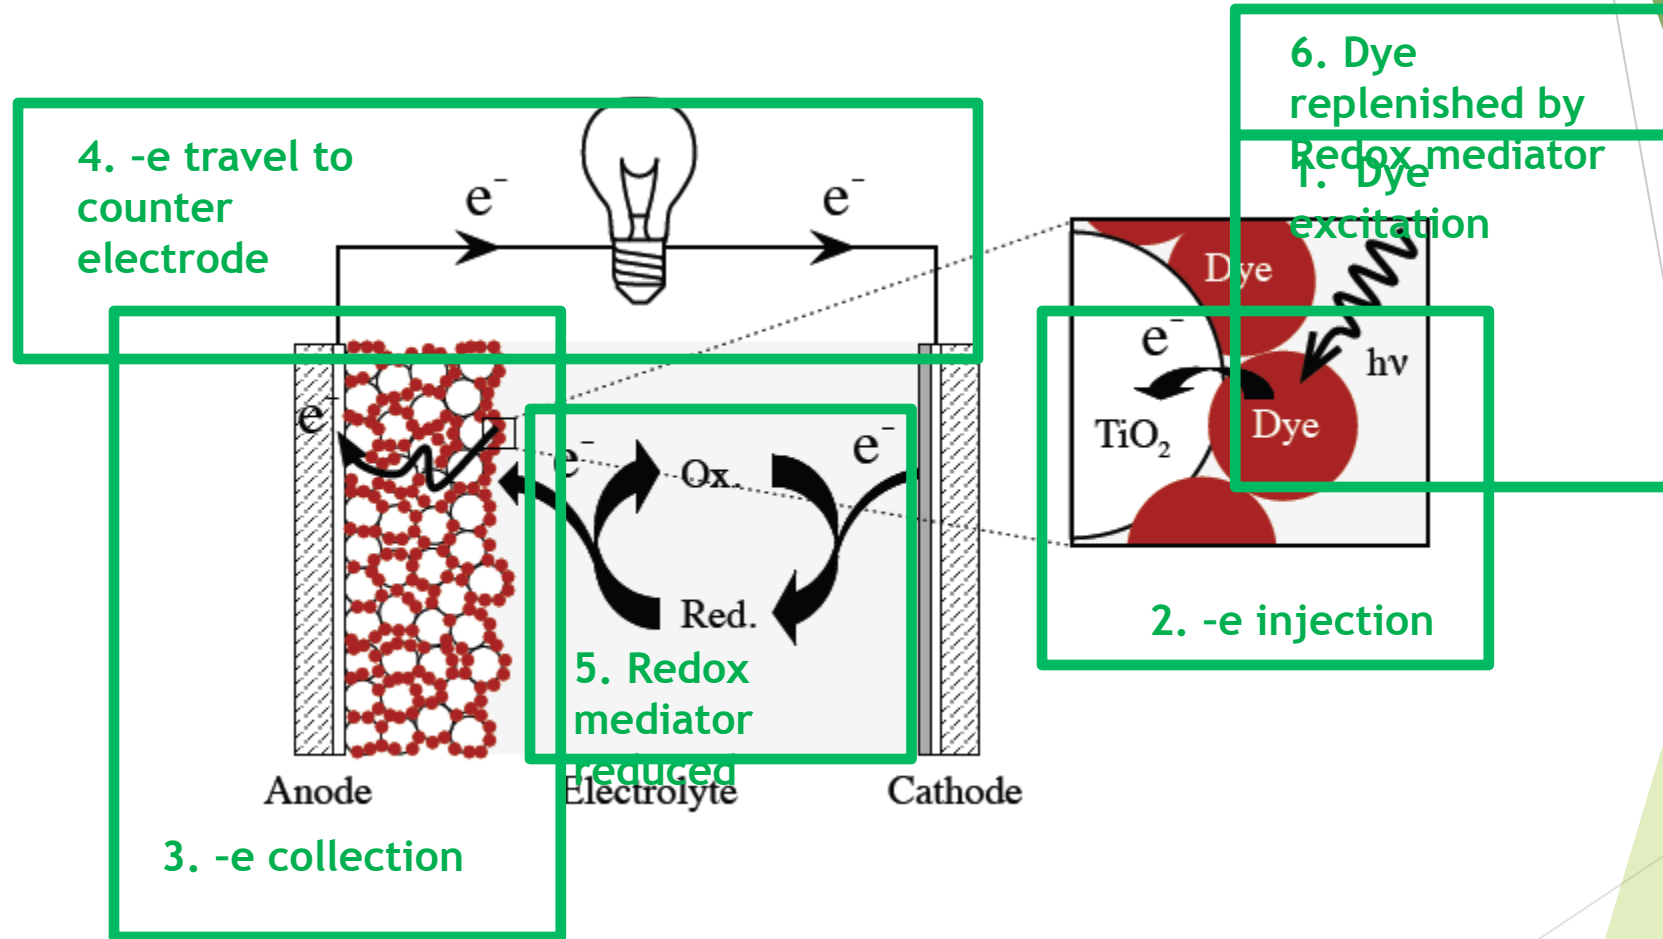 6. Dye
replenished by
Redox mediator
1. Dye
excitation
4. –e travel to
counter
electrode
e⁻
e⁻
Dye
e⁻
hν
TiO₂
Dye
e⁻
e⁻
Ox.
e⁻
Red.
2. –e injection
5. Redox
mediator
reduced
Anode
Electrolyte
Cathode
3. –e collection